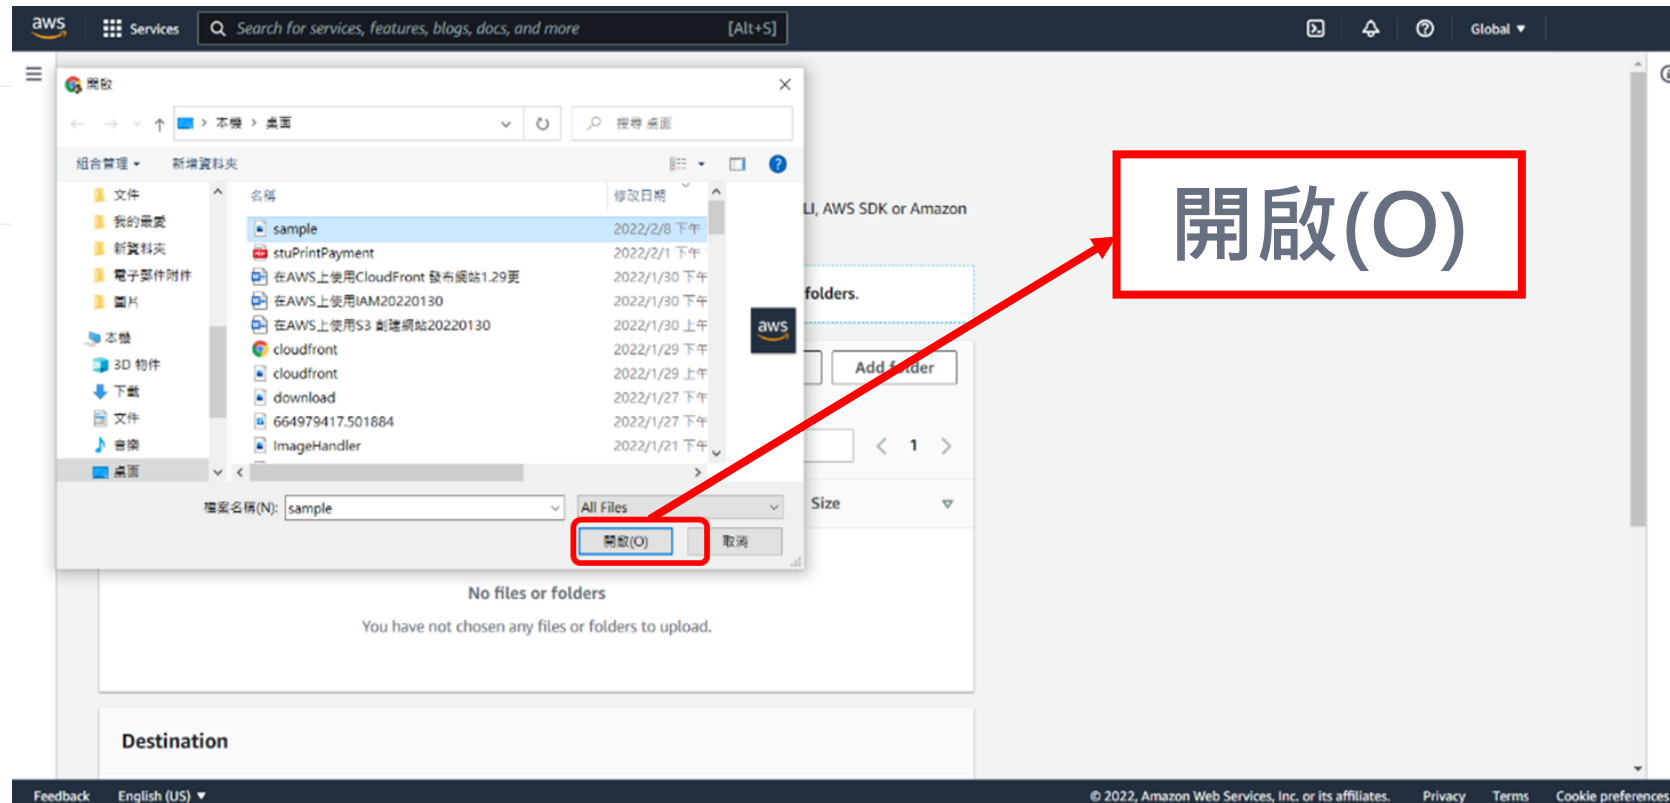 aws
Services
Search for services, features, blogs, docs, and more
[Alt+S]
Global
開啟
本機 > 桌面
搜尋 桌面
組合管理
新增資料夾
名稱
修改日期
文件
我的最愛
新資料夾
電子郵件附件
圖片
本機
3D 物件
下載
文件
音樂
桌面
sample 2022/2/8 下午
stuPrintPayment 2022/2/1 下午
在AWS上使用CloudFront 發布網站1.29更 2022/1/30 下午
在AWS上使用IAM20220130 2022/1/30 下午
在AWS上使用S3 創建網站20220130 2022/1/30 上午
cloudfront 2022/1/29 下午
cloudfront 2022/1/29 上午
download 2022/1/27 下午
664979417.501884 2022/1/27 下午
ImageHandler 2022/1/21 下午
aws
檔案名稱(N): sample
All Files
開啟(O)
取消
開啟(O)
LI, AWS SDK or Amazon
folders.
Add folder
1
Size
No files or folders
You have not chosen any files or folders to upload.
Destination
Feedback
English (US)
© 2022, Amazon Web Services, Inc. or its affiliates.
Privacy
Terms
Cookie preferences